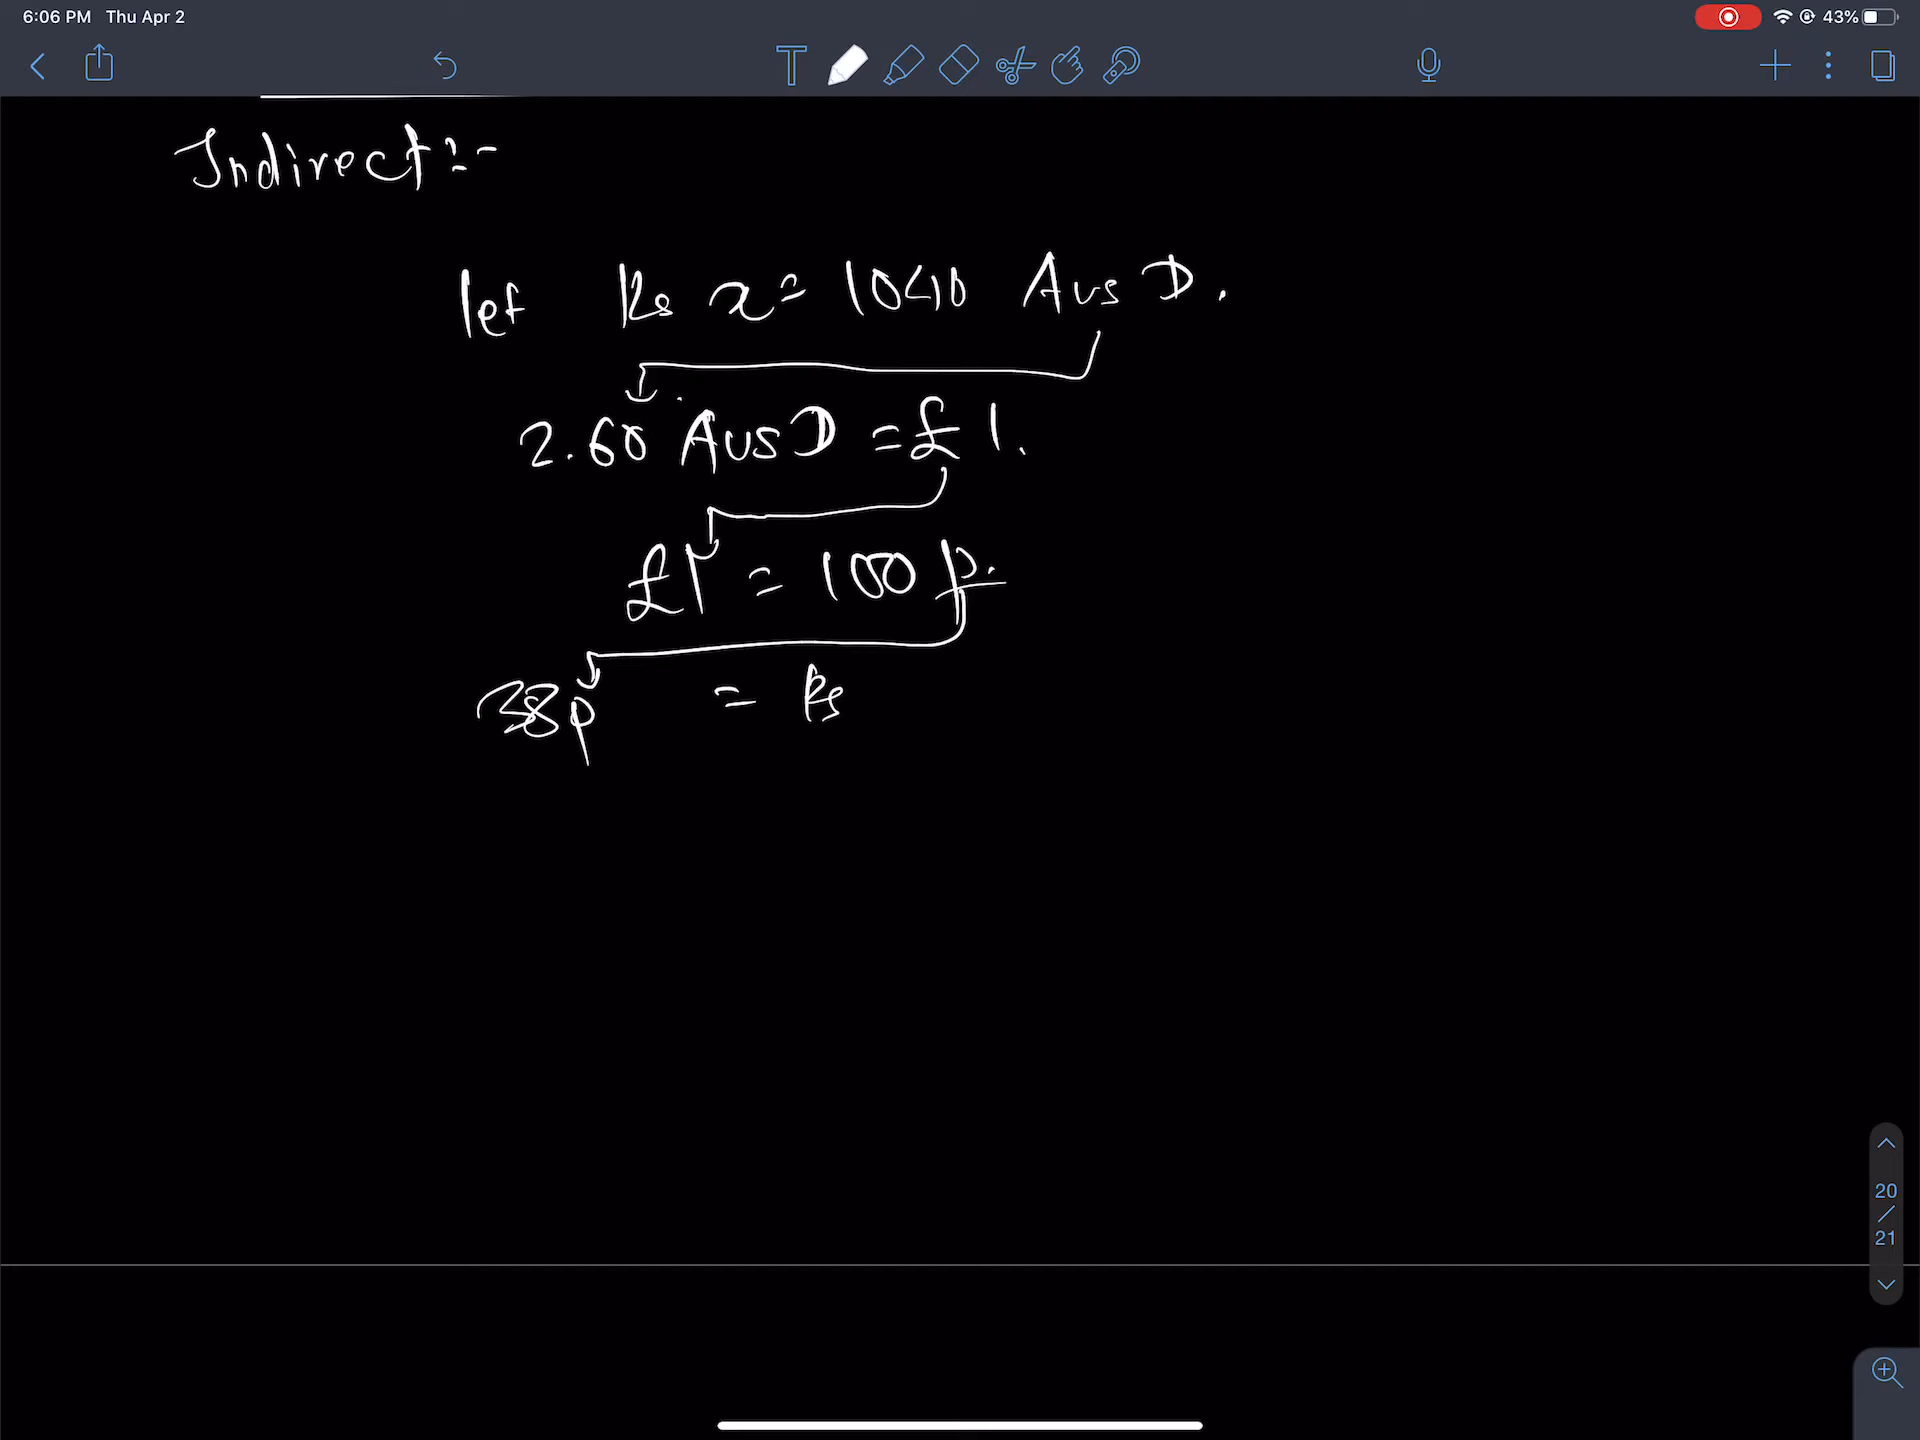 6:06 PM Thu Apr 2
43%
T
Indirect :-
let Rs x = 1040 Aus D.
2.60 Aus D = £ 1.
£1 = 100 p.
38p = Rs
20
/
21